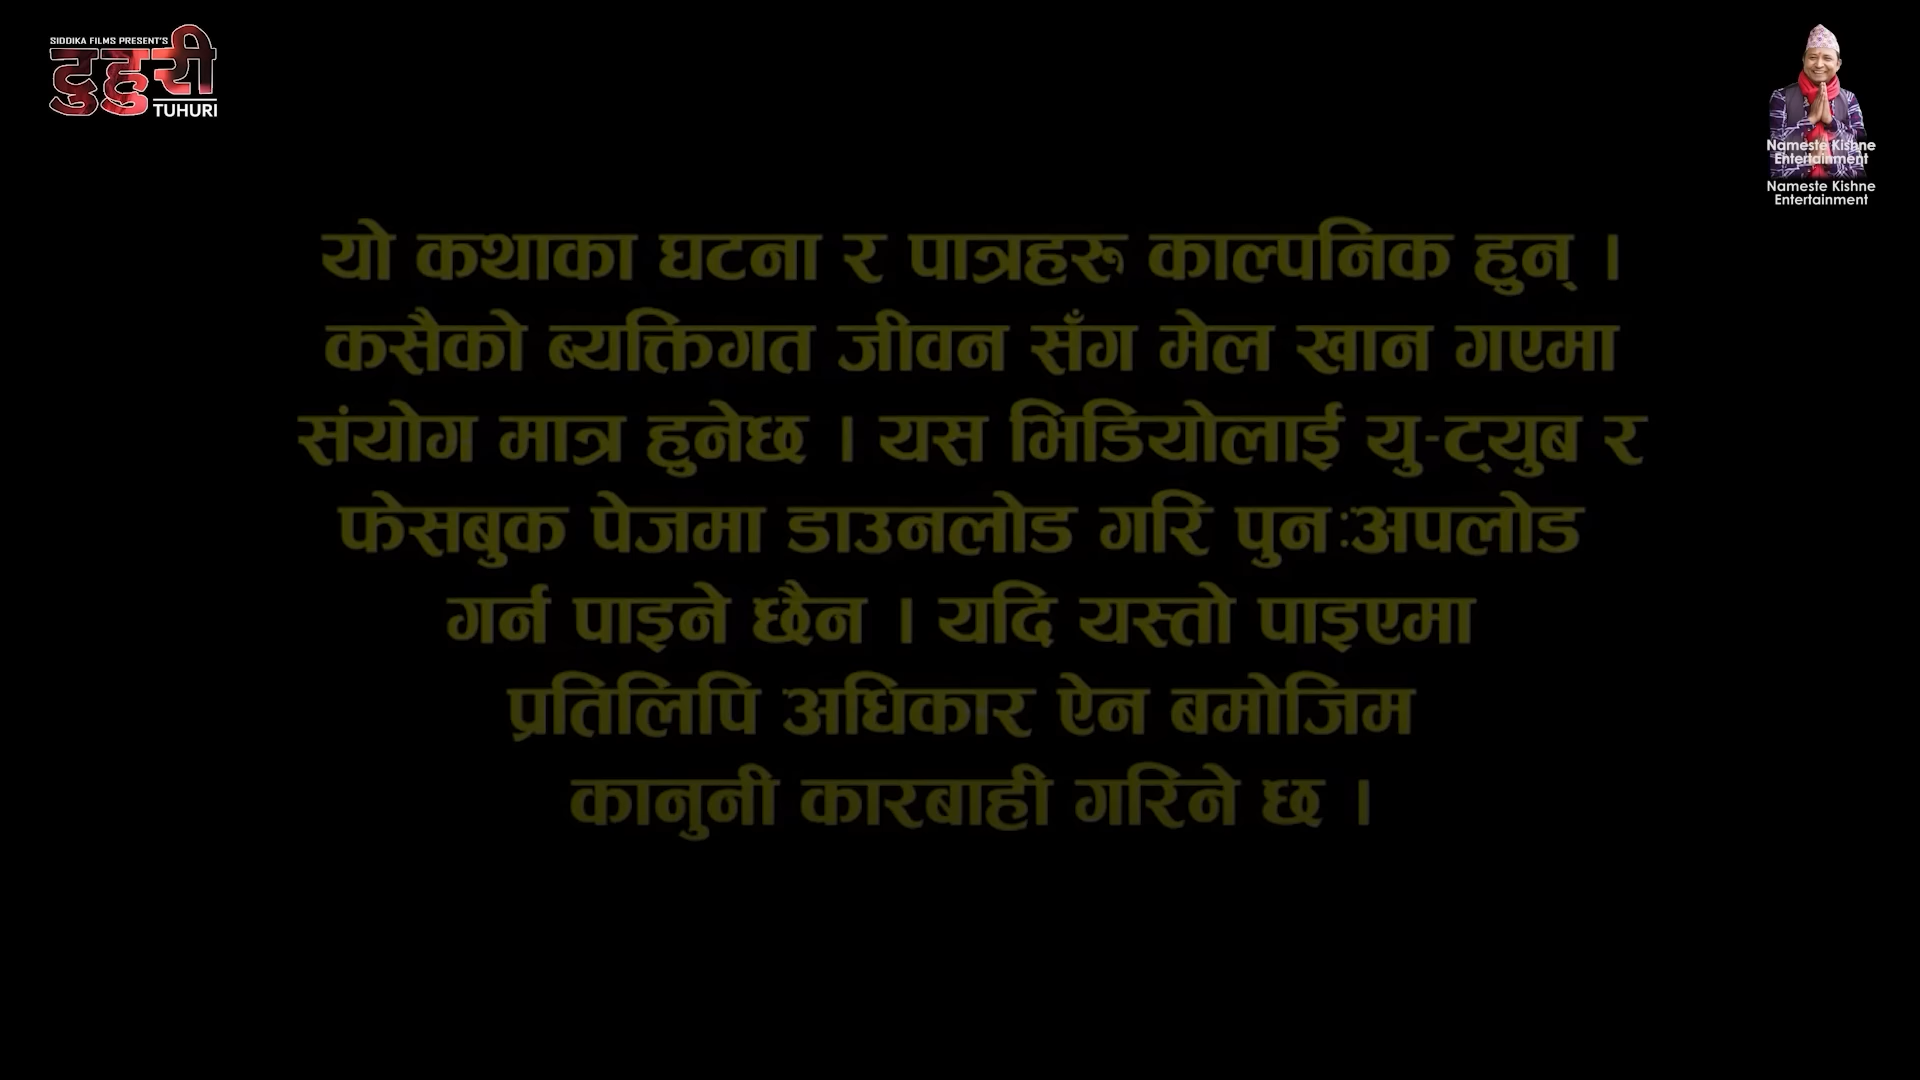 SIDDIKA FILMS PRESENT'S
टुहुरी
TUHURI
Nameste Kishne
Entertainment
Nameste Kishne
Entertainment
यो कथाका घटना र पात्रहरू काल्पनिक हुन् ।
कसैको ब्यक्तिगत जीवन सँग मेल खान गएमा
संयोग मात्र हुनेछ । यस भिडियोलाई यु-ट्युब र
फेसबुक पेजमा डाउनलोड गरि पुनःअपलोड
गर्न पाइने छैन । यदि यस्तो पाइएमा
प्रतिलिपि अधिकार ऐन बमोजिम
कानुनी कारबाही गरिने छ ।